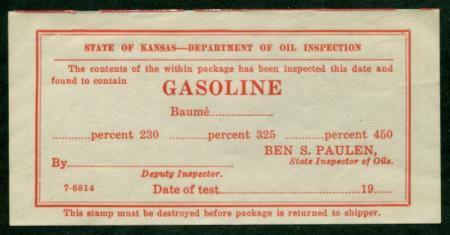 STATE OF KANSAS—DEPARTMENT OF OIL INSPECTION
The contents of the within package has been inspected this date and
found to contain
GASOLINE
Baumé....................
............percent 230 ............percent 325 ............percent 450
BEN S. PAULEN,
By........................................ State Inspector of Oils.
Deputy Inspector.
7-6814 Date of test........................................19......
This stamp must be destroyed before package is returned to shipper.